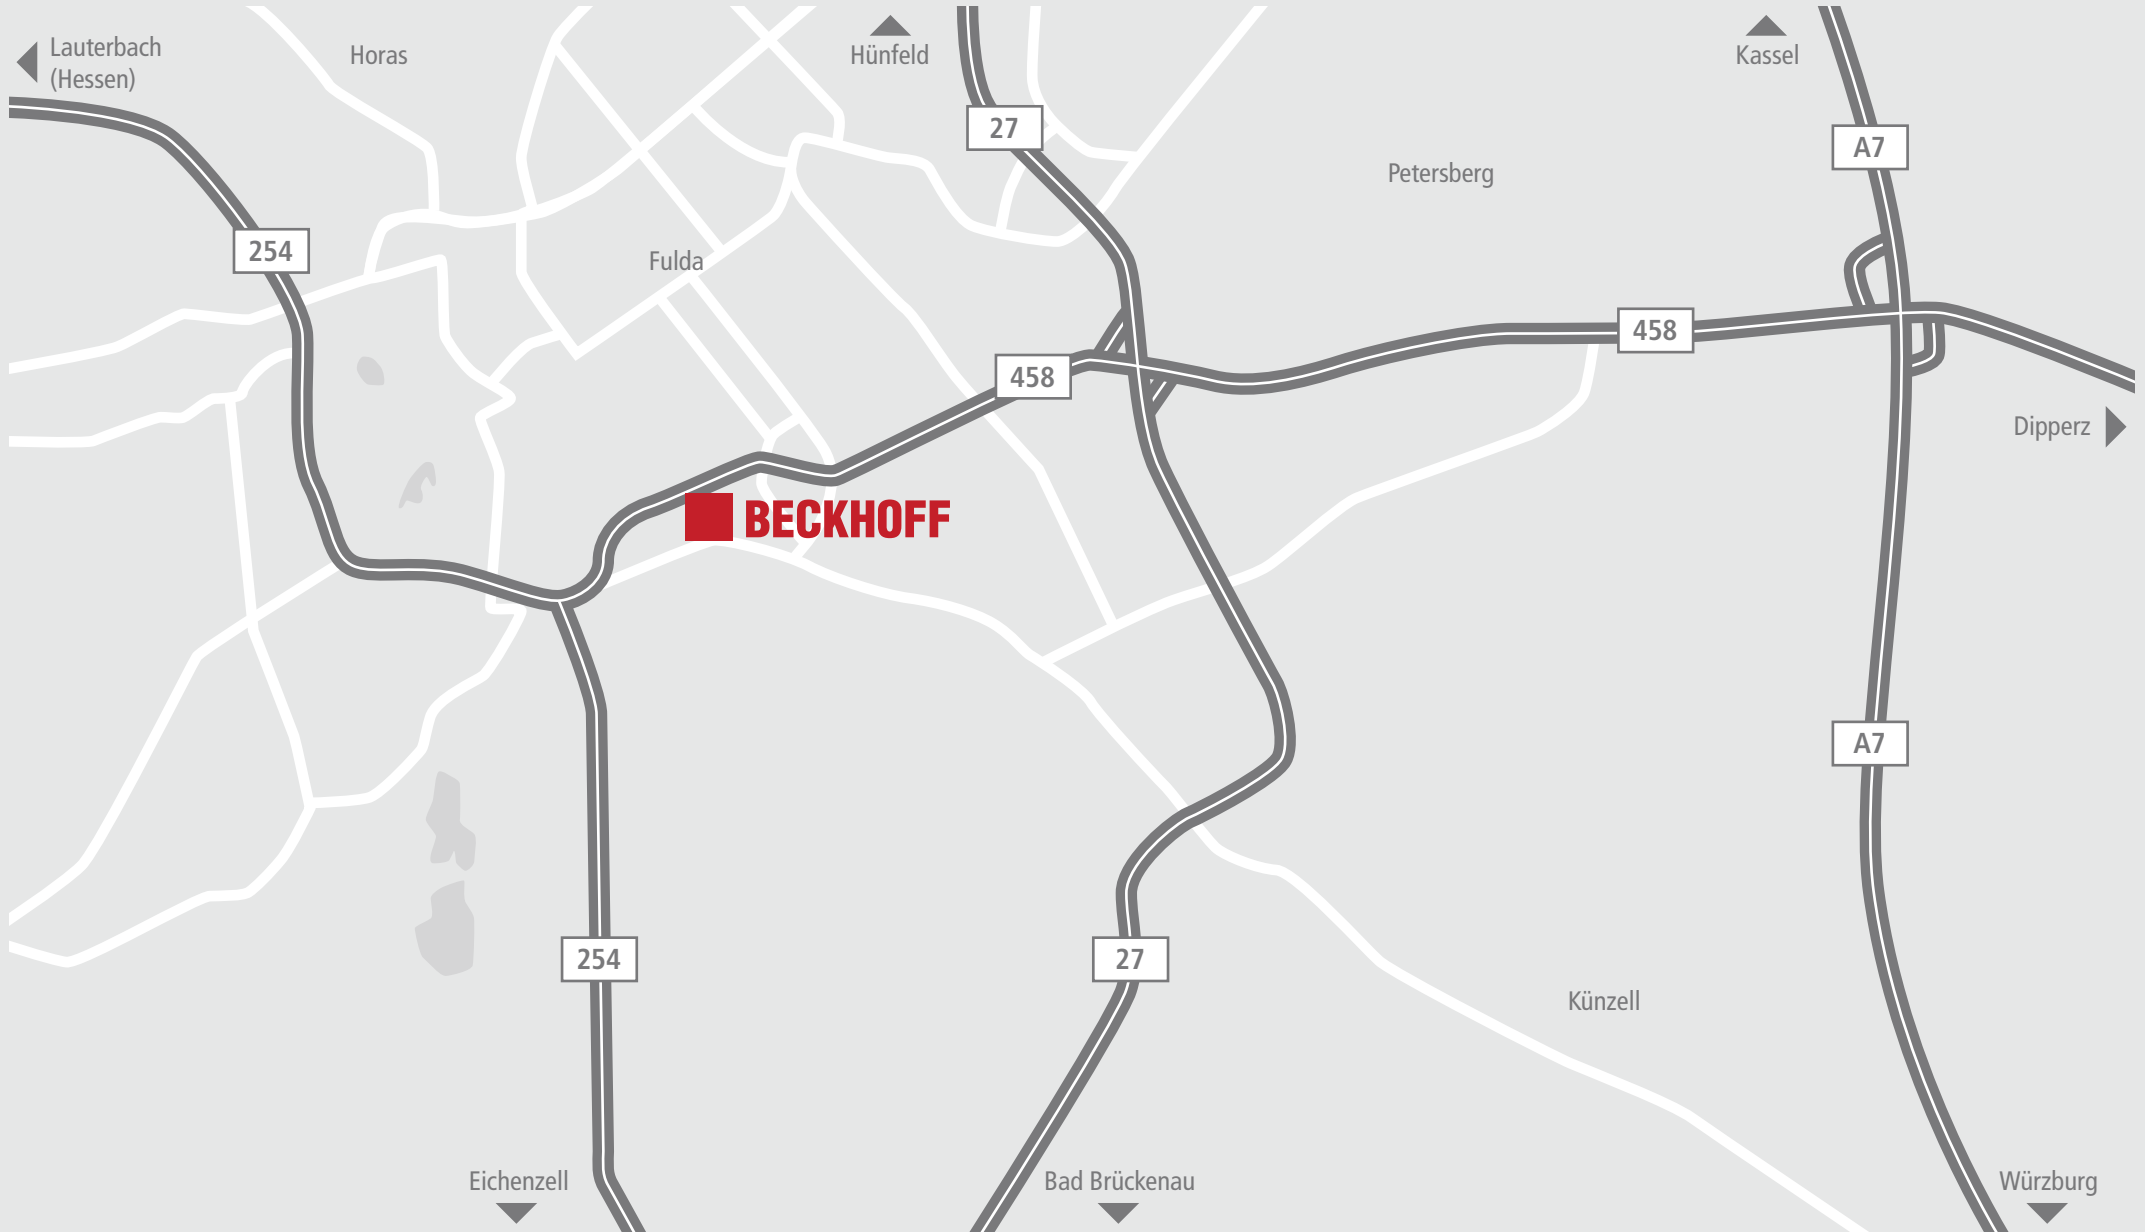 Lauterbach
(Hessen)
Horas
Hünfeld
Kassel
27
A7
Petersberg
254
Fulda
458
458
Dipperz
BECKHOFF
A7
254
27
Künzell
Eichenzell
Bad Brückenau
Würzburg